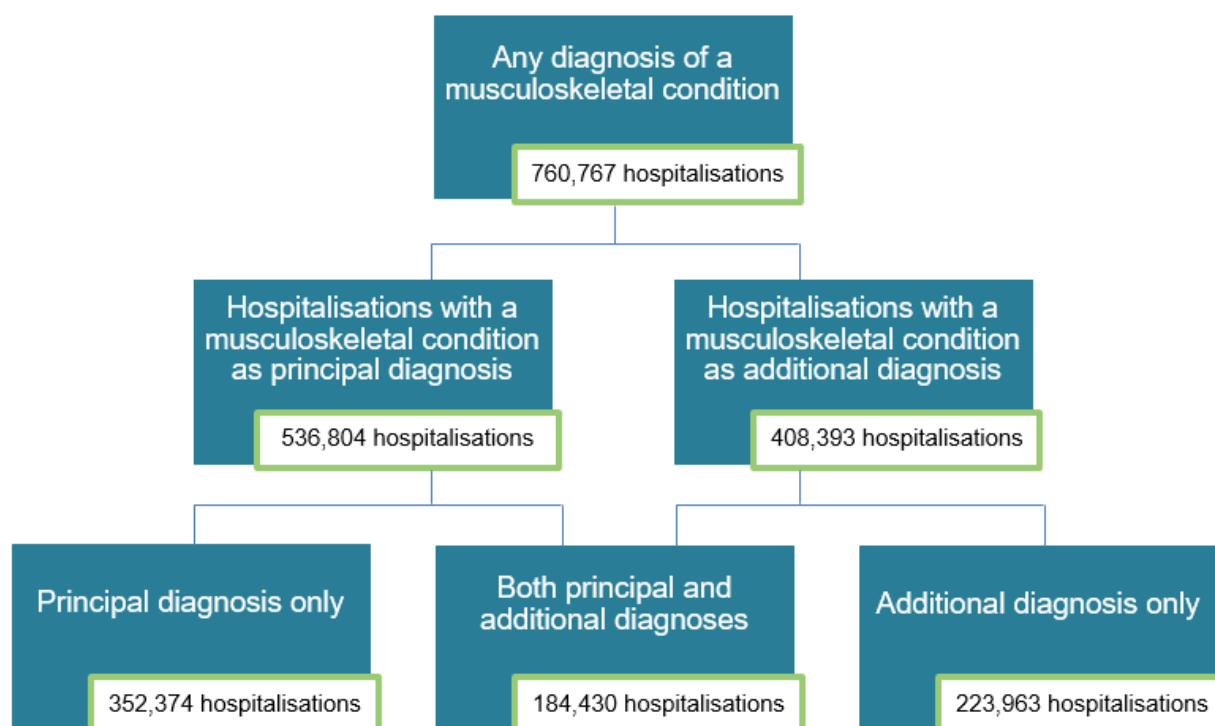 Any diagnosis of a
musculoskeletal condition
760,767 hospitalisations
Hospitalisations with a
musculoskeletal condition
as principal diagnosis
536,804 hospitalisations
Hospitalisations with a
musculoskeletal condition
as additional diagnosis
408,393 hospitalisations
Principal diagnosis only
352,374 hospitalisations
Both principal and
additional diagnoses
184,430 hospitalisations
Additional diagnosis only
223,963 hospitalisations